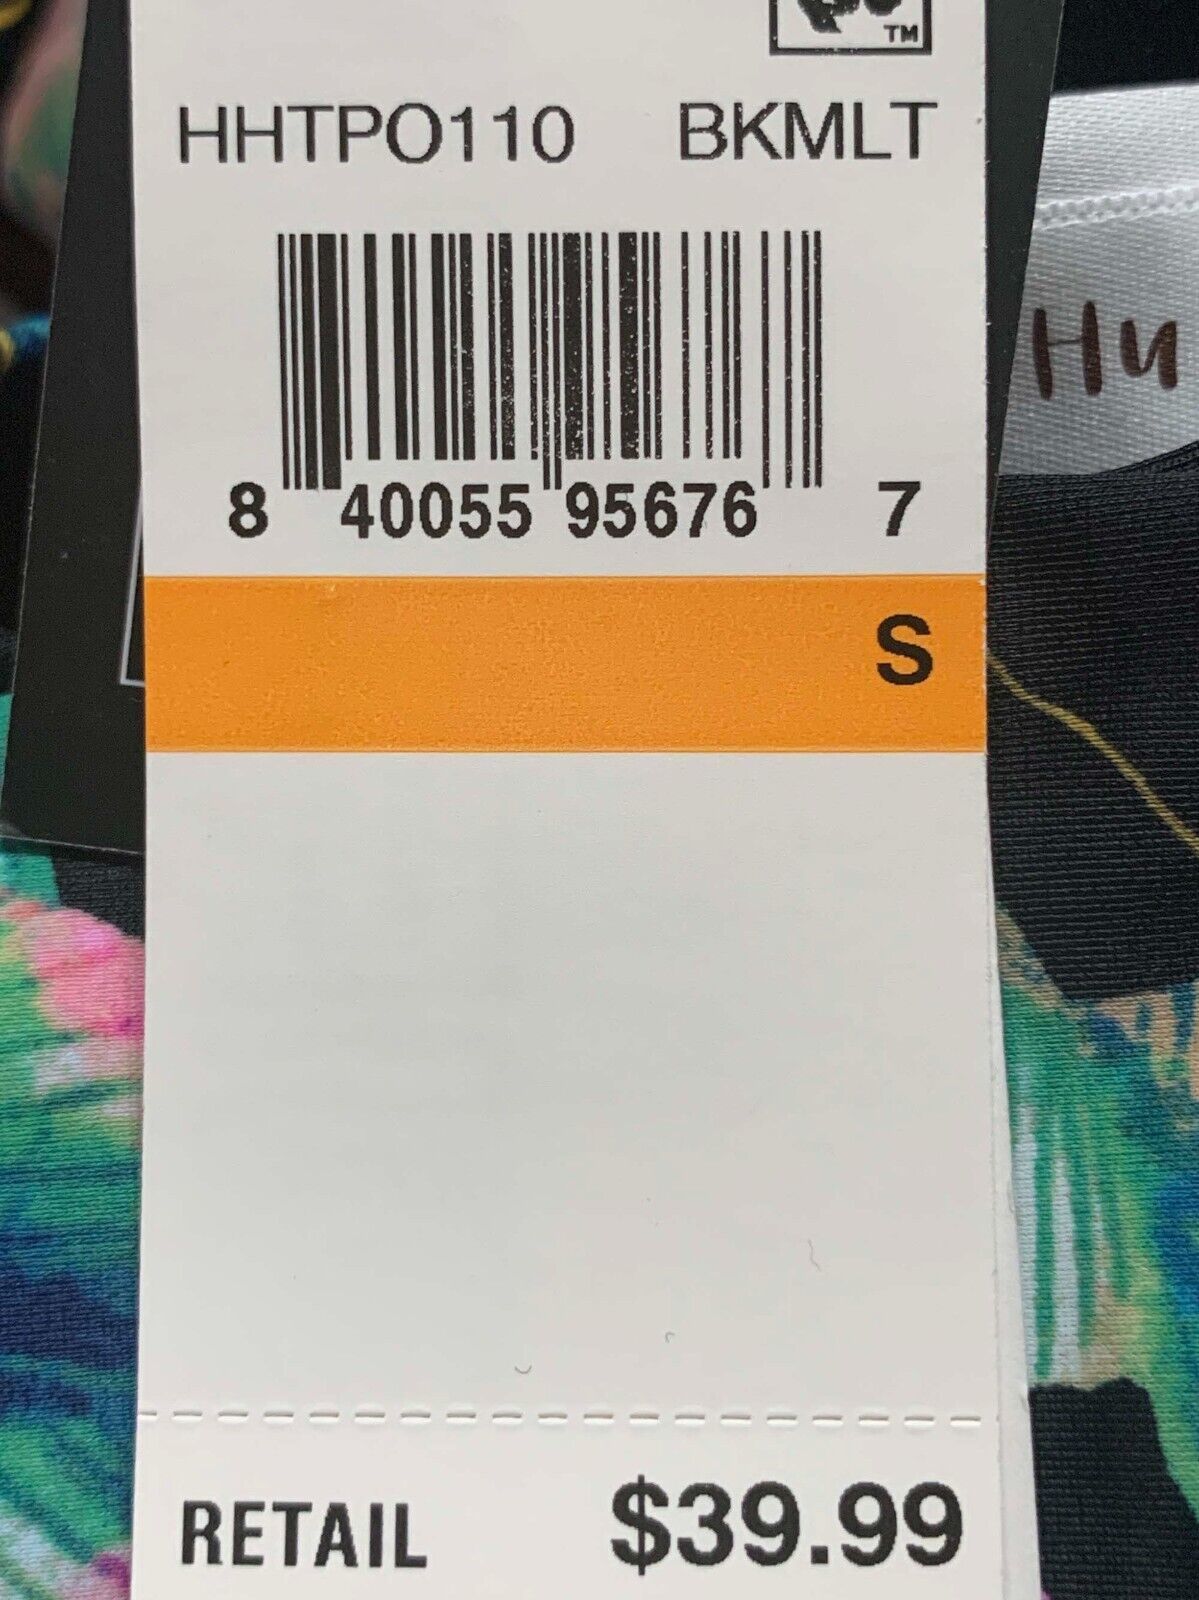 TM
HHTPO110 BKMLT
8 40055 95676 7
S
RETAIL $39.99